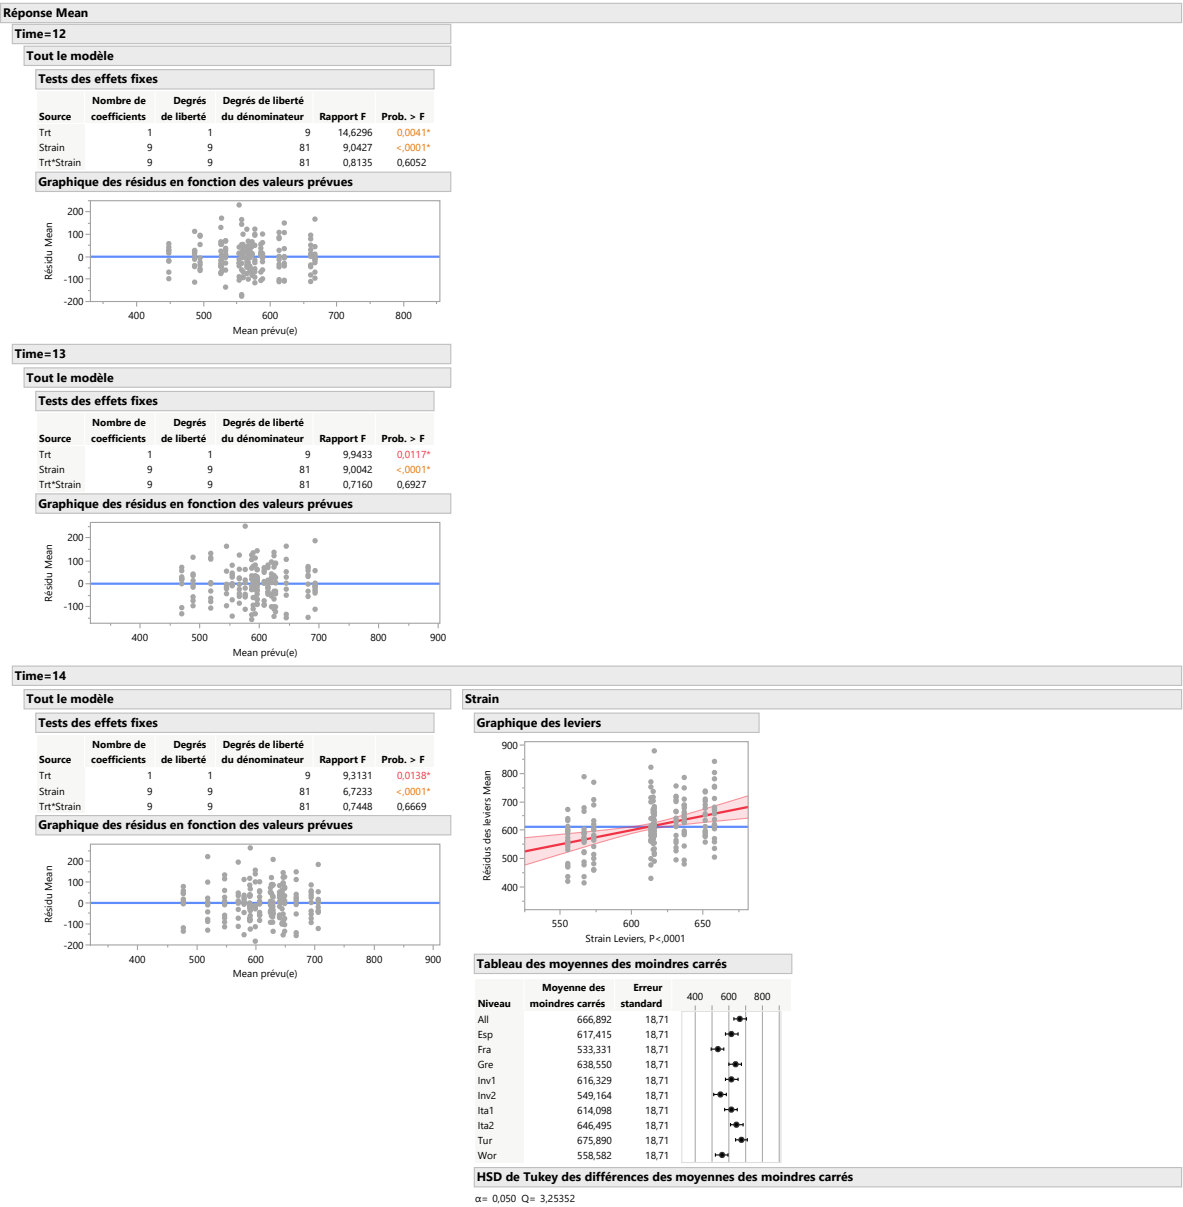 Réponse Mean
Time=12
Tout le modèle
Tests des effets fixes
Nombre de Degrés Degrés de liberté
Source coefficients de liberté du dénominateur Rapport F Prob. > F
Trt 1 1 9 14,6296 0,0041*
Strain 9 9 81 9,0427 <,0001*
Trt*Strain 9 9 81 0,8135 0,6052
Graphique des résidus en fonction des valeurs prévues
Résidu Mean
200
100
0
-100
-200
400 500 600 700 800
Mean prévu(e)
Time=13
Tout le modèle
Tests des effets fixes
Nombre de Degrés Degrés de liberté
Source coefficients de liberté du dénominateur Rapport F Prob. > F
Trt 1 1 9 9,9433 0,0117*
Strain 9 9 81 9,0042 <,0001*
Trt*Strain 9 9 81 0,7160 0,6927
Graphique des résidus en fonction des valeurs prévues
Résidu Mean
200
100
0
-100
400 500 600 700 800 900
Mean prévu(e)
Time=14
Tout le modèle
Tests des effets fixes
Nombre de Degrés Degrés de liberté
Source coefficients de liberté du dénominateur Rapport F Prob. > F
Trt 1 1 9 9,3131 0,0138*
Strain 9 9 81 6,7233 <,0001*
Trt*Strain 9 9 81 0,7448 0,6669
Graphique des résidus en fonction des valeurs prévues
Résidu Mean
200
100
0
-100
-200
400 500 600 700 800 900
Mean prévu(e)
Strain
Graphique des leviers
Résidus des leviers Mean
900
800
700
600
500
400
550 600 650
Strain Leviers, P<,0001
Tableau des moyennes des moindres carrés
Moyenne des Erreur
Niveau moindres carrés standard 400 600 800
All 666,892 18,71
Esp 617,415 18,71
Fra 533,331 18,71
Gre 638,550 18,71
Inv1 616,329 18,71
Inv2 549,164 18,71
Ita1 614,098 18,71
Ita2 646,495 18,71
Tur 675,890 18,71
Wor 558,582 18,71
HSD de Tukey des différences des moyennes des moindres carrés
α= 0,050 Q= 3,25352